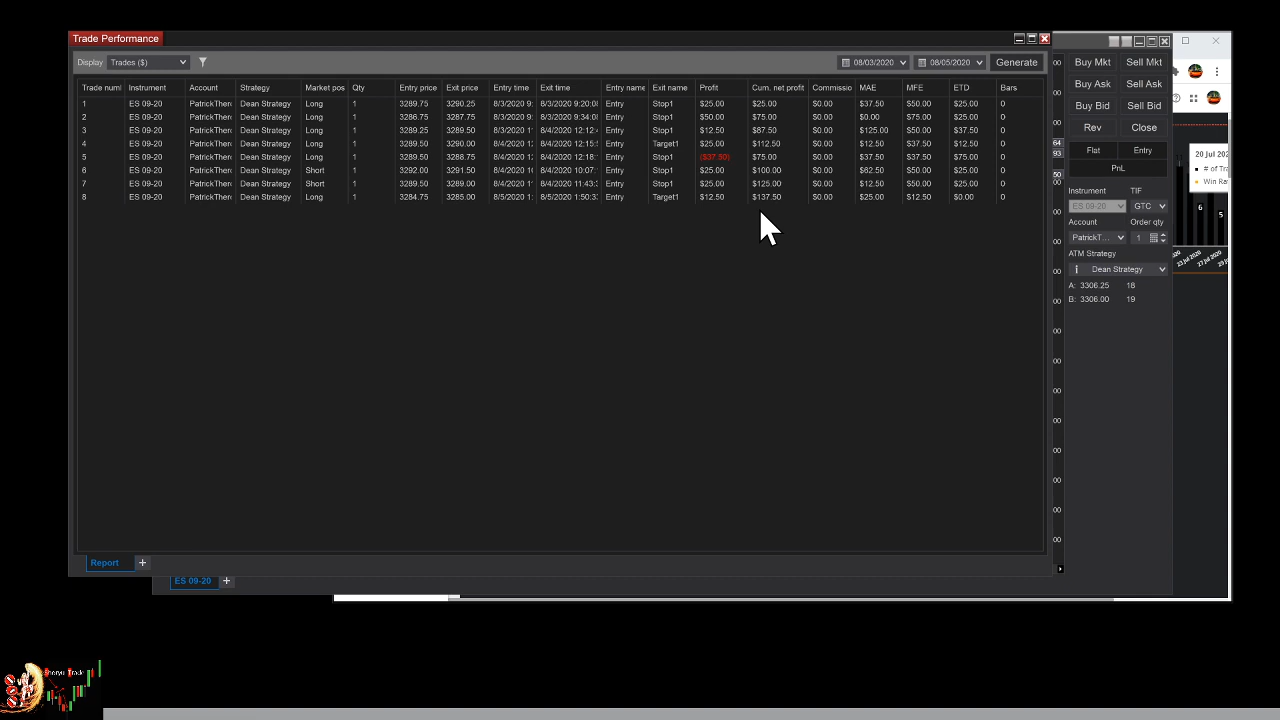 Trade Performance
Display Trades ($) 08/03/2020 08/05/2020 Generate
Trade numl Instrument Account Strategy Market pos Qty Entry price Exit price Entry time Exit time Entry name Exit name Profit Cum. net profit Commissio MAE MFE ETD Bars
1 ES 09-20 PatrickTher Dean Strategy Long 1 3289.75 3290.25 8/3/2020 9: 8/3/2020 9:20:0 Entry Stop1 $25.00 $25.00 $0.00 $37.50 $50.00 $25.00 0
2 ES 09-20 PatrickTher Dean Strategy Long 1 3286.75 3287.75 8/3/2020 9: 8/3/2020 9:34:0 Entry Stop1 $50.00 $75.00 $0.00 $0.00 $75.00 $25.00 0
3 ES 09-20 PatrickTher Dean Strategy Long 1 3289.25 3289.50 8/4/2020 1 8/4/2020 12:12: Entry Stop1 $12.50 $87.50 $0.00 $125.00 $50.00 $37.50 0
4 ES 09-20 PatrickTher Dean Strategy Long 1 3289.50 3290.00 8/4/2020 1 8/4/2020 12:15: Entry Target1 $25.00 $112.50 $0.00 $12.50 $37.50 $12.50 0
5 ES 09-20 PatrickTher Dean Strategy Long 1 3289.50 3288.75 8/4/2020 1 8/4/2020 12:18: Entry Stop1 ($37.50) $75.00 $0.00 $37.50 $37.50 $75.00 0
6 ES 09-20 PatrickTher Dean Strategy Short 1 3292.00 3291.50 8/4/2020 1 8/4/2020 10:07: Entry Stop1 $25.00 $100.00 $0.00 $62.50 $50.00 $25.00 0
7 ES 09-20 PatrickTher Dean Strategy Short 1 3290.00 3289.50 8/4/2020 1 8/4/2020 11:43: Entry Stop1 $25.00 $125.00 $0.00 $12.50 $50.00 $25.00 0
8 ES 09-20 PatrickTher Dean Strategy Long 1 3284.75 3285.00 8/5/2020 1 8/5/2020 1:50:3 Entry Target1 $12.50 $137.50 $0.00 $25.00 $12.50 $0.00 0
Report +
ES 09-20 +
Buy Mkt Sell Mkt
Buy Ask Sell Ask
Buy Bid Sell Bid
Rev Close
Flat Entry
PnL
Instrument TIF
ES 09-20 GTC
Account Order qty
PatrickT... 1
ATM Strategy
Dean Strategy
A: 3306.25 16
B: 3306.00 19
64
93
50
20 Jul 202
# of Tra
Win Ra
6
5
Shoryu Trade